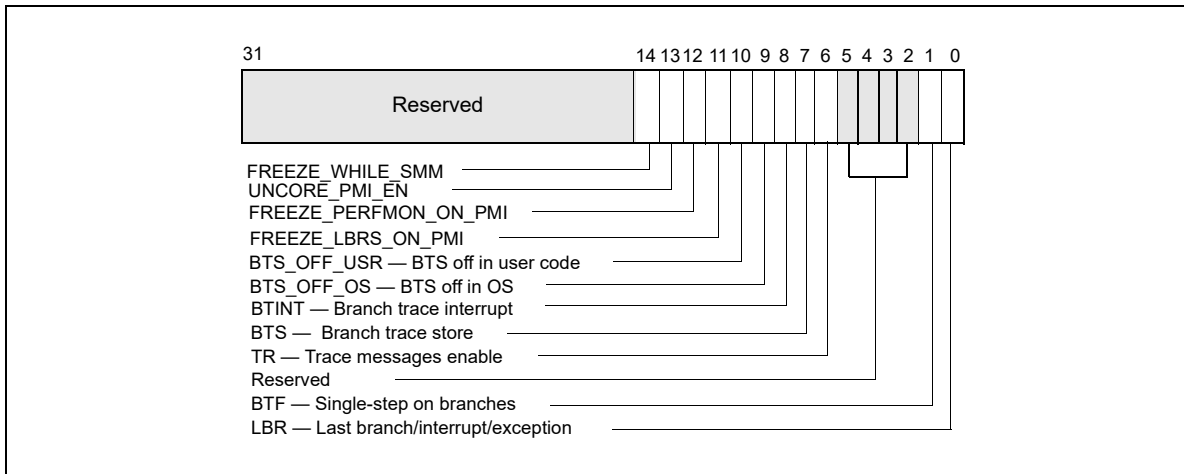 31 14 13 12 11 10 9 8 7 6 5 4 3 2 1 0
Reserved
FREEZE_WHILE_SMM
UNCORE_PMI_EN
FREEZE_PERFMON_ON_PMI
FREEZE_LBRS_ON_PMI
BTS_OFF_USR — BTS off in user code
BTS_OFF_OS — BTS off in OS
BTINT — Branch trace interrupt
BTS — Branch trace store
TR — Trace messages enable
Reserved
BTF — Single-step on branches
LBR — Last branch/interrupt/exception